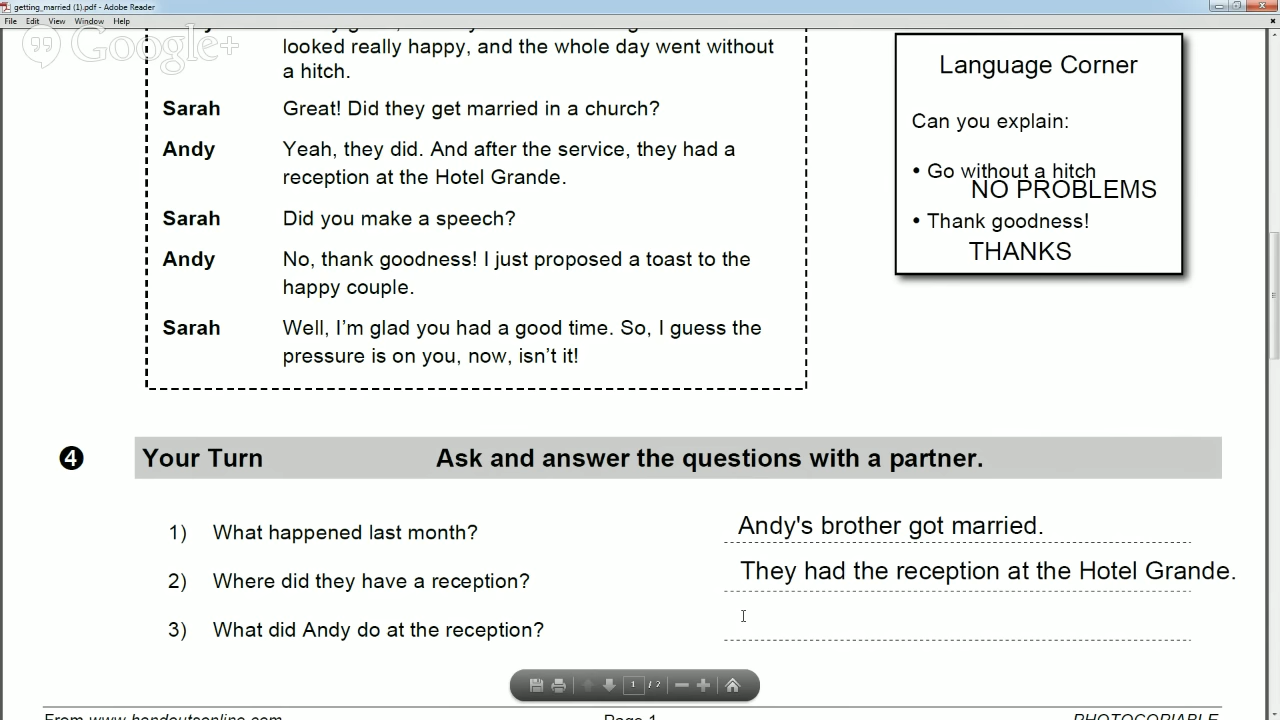 getting_married (1).pdf - Adobe Reader
File Edit View Window Help
Google+
looked really happy, and the whole day went without
a hitch.
Sarah Great! Did they get married in a church?
Andy Yeah, they did. And after the service, they had a
reception at the Hotel Grande.
Sarah Did you make a speech?
Andy No, thank goodness! I just proposed a toast to the
happy couple.
Sarah Well, I'm glad you had a good time. So, I guess the
pressure is on you, now, isn't it!
Language Corner
Can you explain:
• Go without a hitch
NO PROBLEMS
• Thank goodness!
THANKS
4 Your Turn Ask and answer the questions with a partner.
1) What happened last month? Andy's brother got married.
2) Where did they have a reception? They had the reception at the Hotel Grande.
3) What did Andy do at the reception?
1 / 2
From www.handoutsonline.com Page 1 PHOTOCOPIABLE